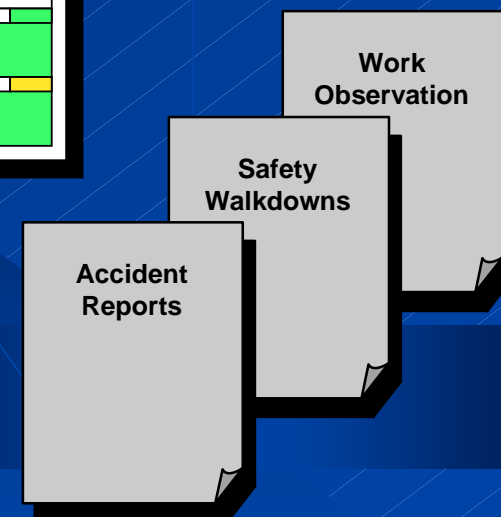 Work
Observation
Safety
Walkdowns
Accident
Reports